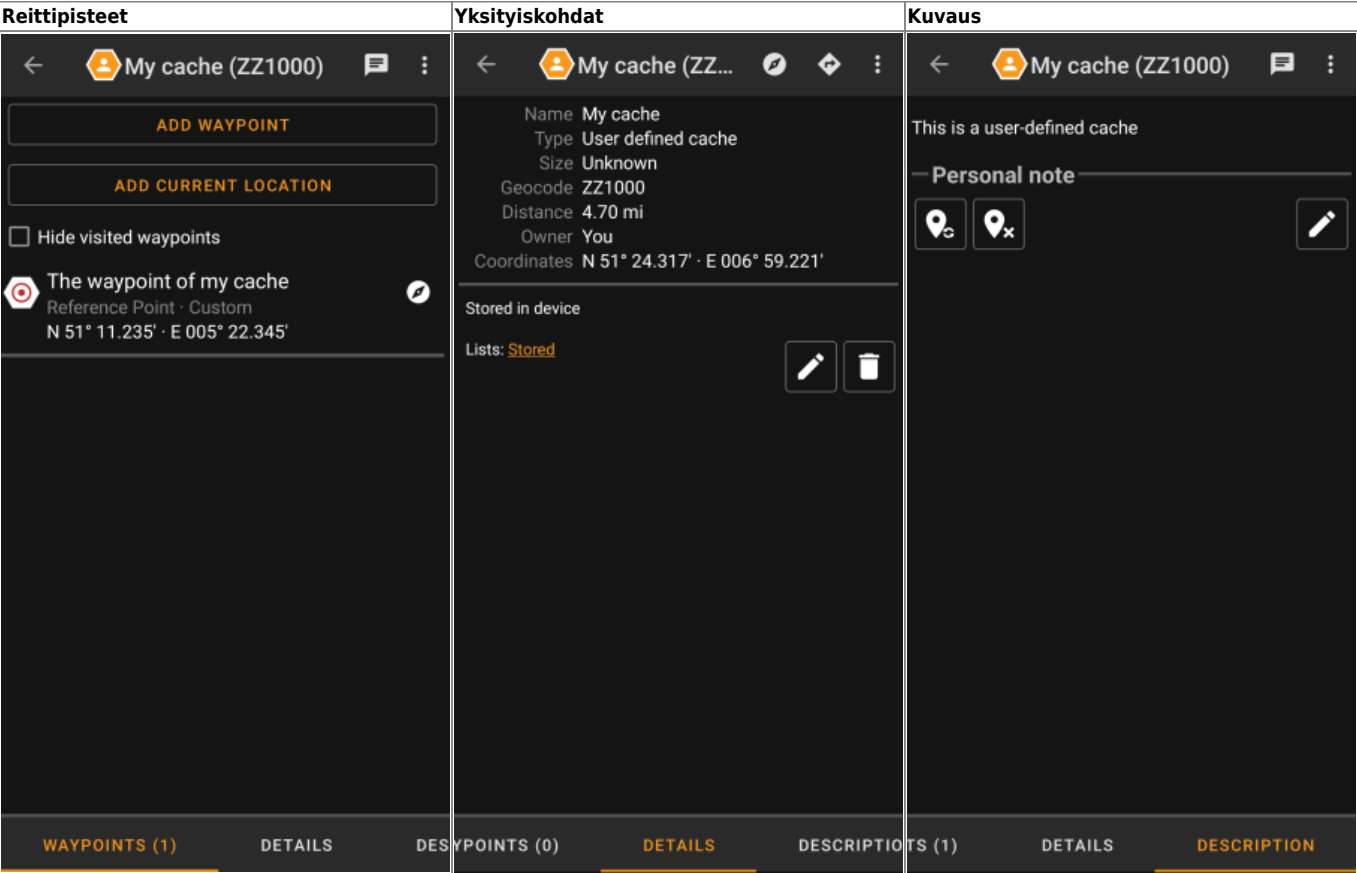 Reittipisteet
My cache (ZZ1000)
ADD WAYPOINT
ADD CURRENT LOCATION
Hide visited waypoints
The waypoint of my cache
Reference Point · Custom
N 51° 11.235' · E 005° 22.345'
WAYPOINTS (1) DETAILS DES
Yksityiskohdat
My cache (ZZ...
Name My cache
Type User defined cache
Size Unknown
Geocode ZZ1000
Distance 4.70 mi
Owner You
Coordinates N 51° 24.317' · E 006° 59.221'
Stored in device
Lists: Stored
YPOINTS (0) DETAILS DESCRIPTIO
Kuvaus
My cache (ZZ1000)
This is a user-defined cache
Personal note
TS (1) DETAILS DESCRIPTION